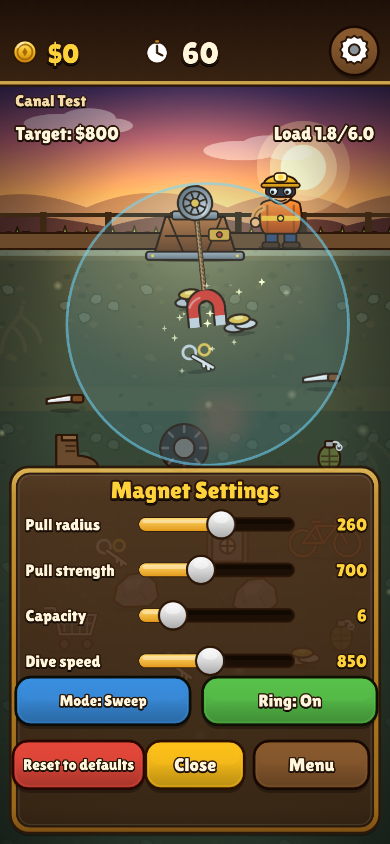 $0
60
Canal Test
Target: $800
Load 1.8/6.0
Magnet Settings
Pull radius 260
Pull strength 700
Capacity 6
Dive speed 850
Mode: Sweep
Ring: On
Reset to defaults
Close
Menu